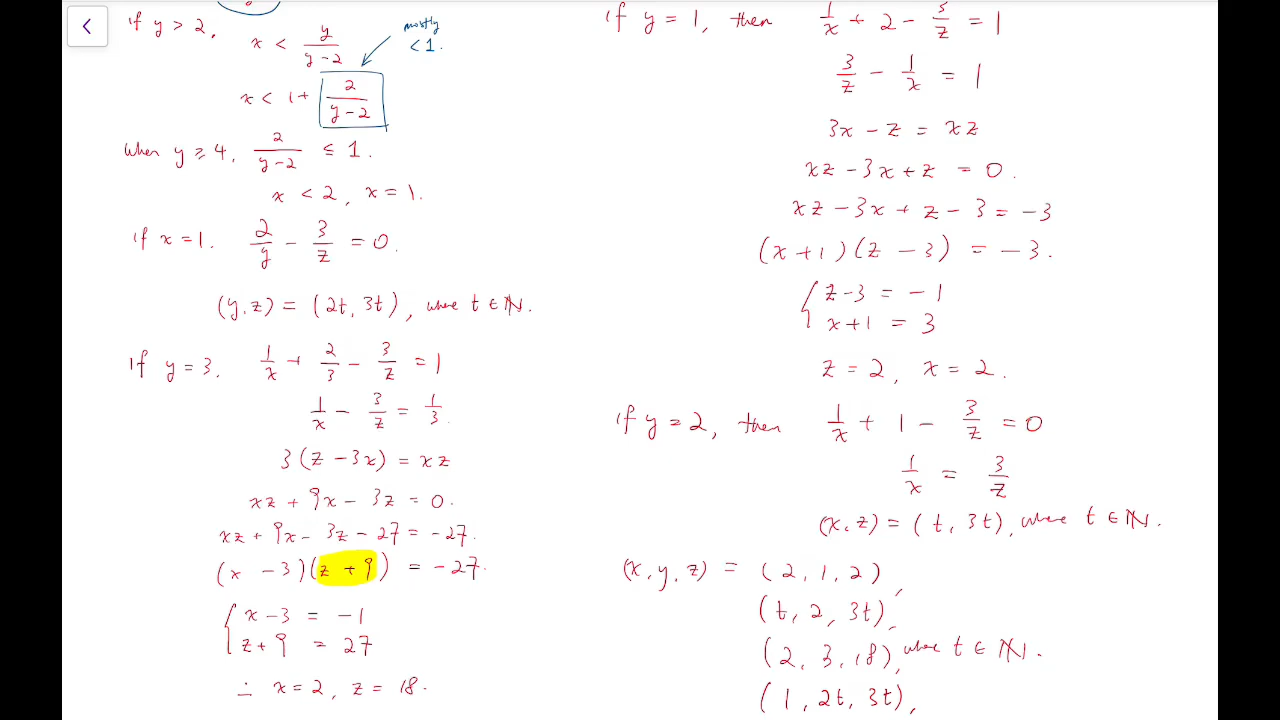 If y > 2, x < y/(y-2)
mostly < 1.
x < 1 + 2/(y-2)
When y ≥ 4, 2/(y-2) ≤ 1.
x < 2, x = 1.
If x = 1. 2/y - 3/z = 0.
(y, z) = (2t, 3t), where t ∈ ℕ.
If y = 3, 1/x + 2/3 - 3/z = 1
1/x - 3/z = 1/3.
3(z - 3x) = xz
xz + 9x - 3z = 0.
xz + 9x - 3z - 27 = -27.
(x - 3)(z + 9) = -27.
{ x - 3 = -1
z + 9 = 27
∴ x = 2, z = 18.
If y = 1, then 1/x + 2 - 3/z = 1
3/z - 1/x = 1
3x - z = xz
xz - 3x + z = 0.
xz - 3x + z - 3 = -3
(x + 1)(z - 3) = -3.
{ z - 3 = -1
x + 1 = 3
z = 2, x = 2.
If y = 2, then 1/x + 1 - 3/z = 0
1/x = 3/z
(x, z) = (t, 3t), where t ∈ ℕ.
(x, y, z) = (2, 1, 2),
(t, 2, 3t),
(2, 3, 18), where t ∈ ℕ.
(1, 2t, 3t),